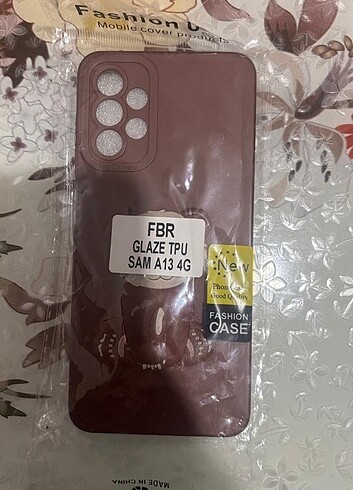 Fashion
Mobile cover products
FBR
GLAZE TPU
SAM A13 4G
New
Good Quality
FASHION
CASE
MADE IN CHINA